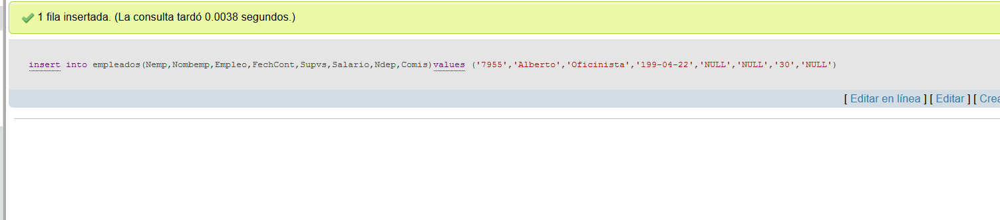 1 fila insertada. (La consulta tardó 0.0038 segundos.)
insert into empleados(Nemp,Nombemp,Empleo,FechCont,Supvs,Salario,Ndep,Comis)values ('7955','Alberto','Oficinista','199-04-22','NULL','NULL','30','NULL')
[ Editar en línea ] [ Editar ] [ Crea